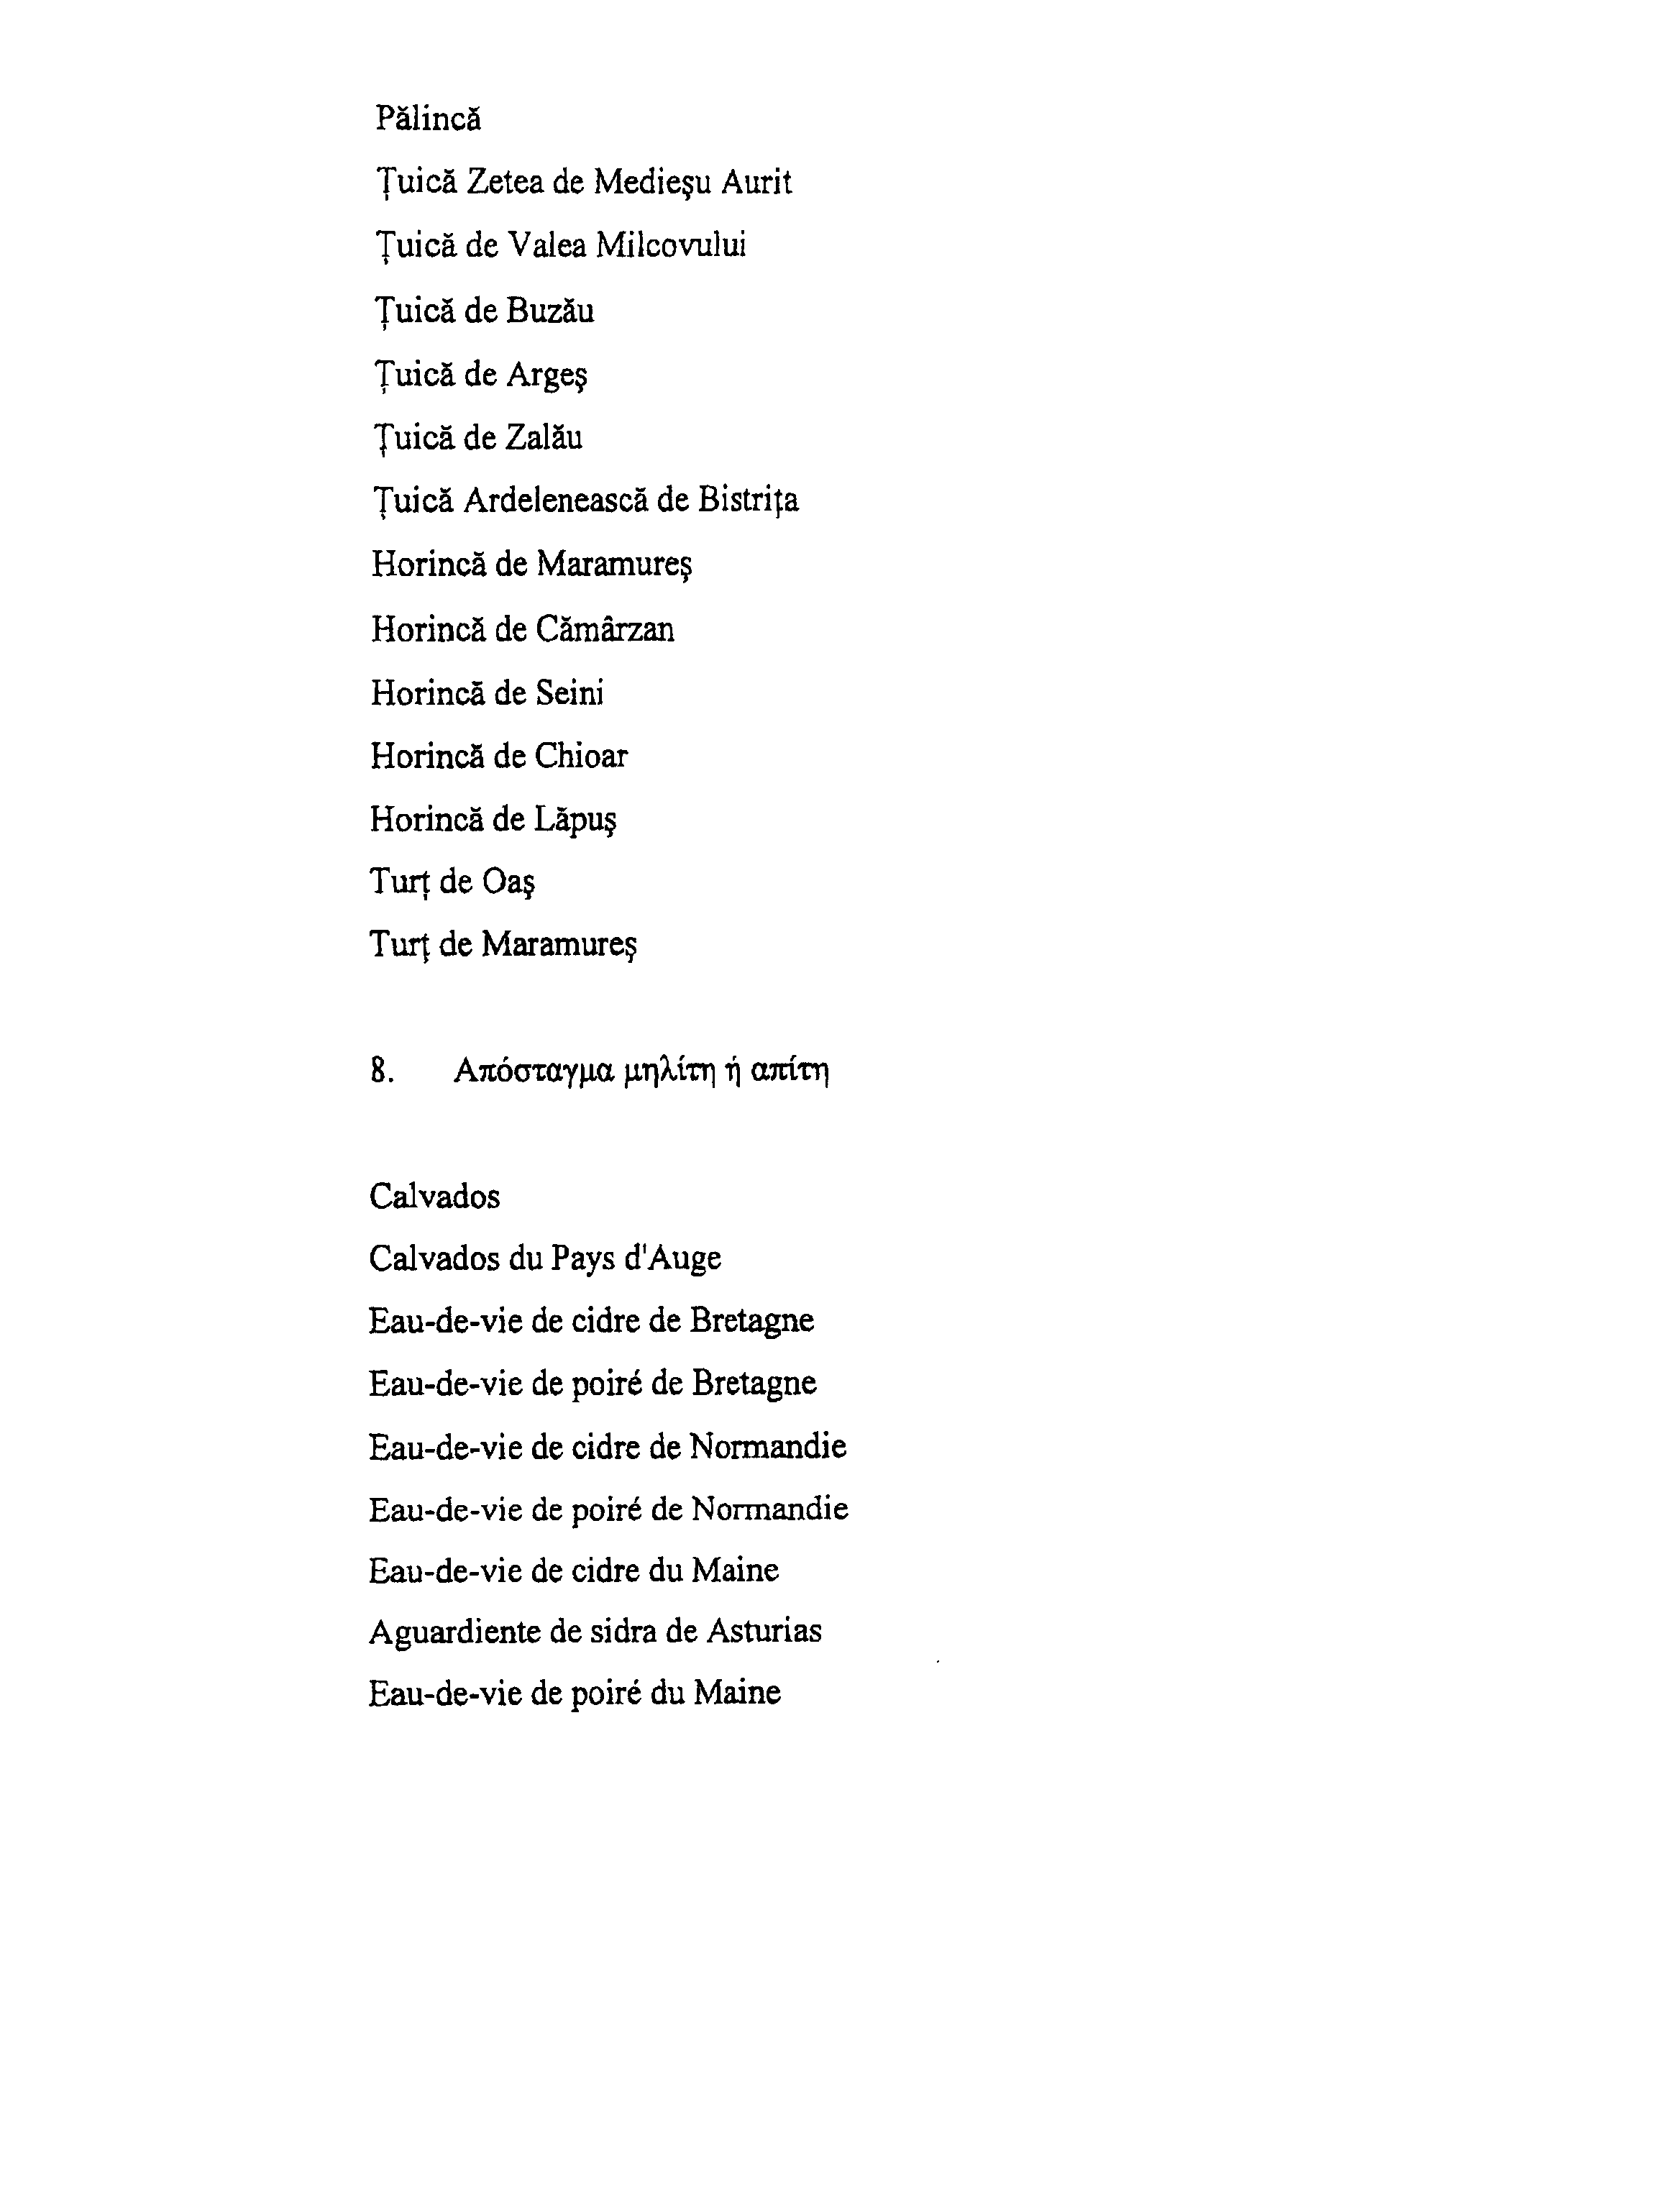 Pălincă
Ţuică Zetea de Medieşu Aurit
Ţuică de Valea Milcovului
Ţuică de Buzău
Ţuică de Argeş
Ţuică de Zalău
Ţuică Ardelenească de Bistriţa
Horincă de Maramureş
Horincă de Cămârzan
Horincă de Seini
Horincă de Chioar
Horincă de Lăpuş
Turţ de Oaş
Turţ de Maramureş
8. Απόσταγμα μηλίτη ή απίτη
Calvados
Calvados du Pays d'Auge
Eau-de-vie de cidre de Bretagne
Eau-de-vie de poiré de Bretagne
Eau-de-vie de cidre de Normandie
Eau-de-vie de poiré de Normandie
Eau-de-vie de cidre du Maine
Aguardiente de sidra de Asturias
Eau-de-vie de poiré du Maine